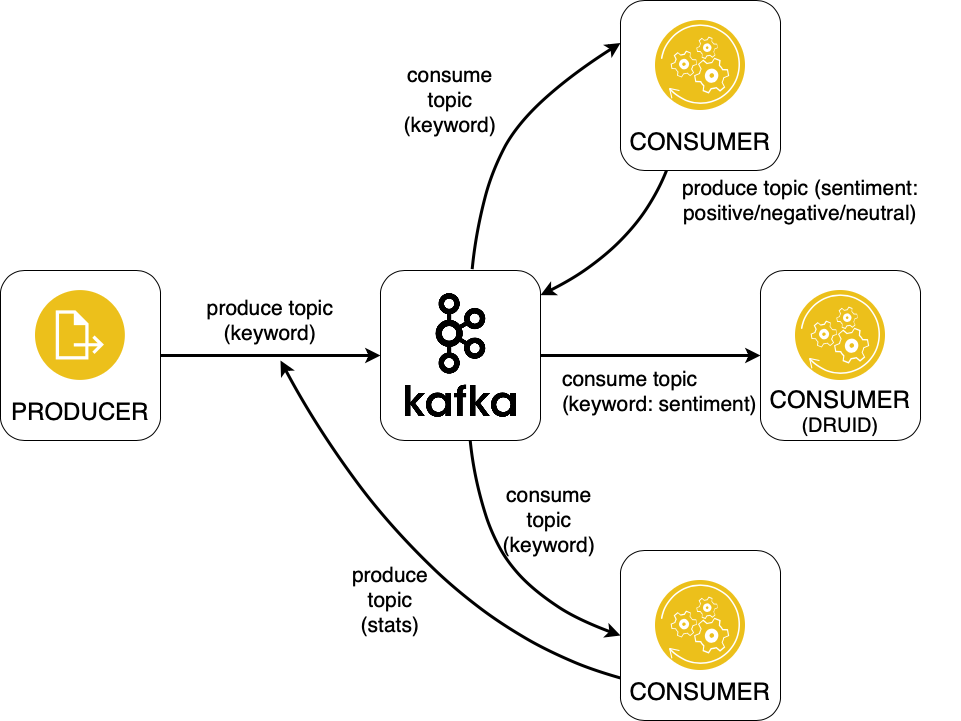 consume
topic
(keyword)
CONSUMER
produce topic (sentiment:
positive/negative/neutral)
produce topic
(keyword)
PRODUCER
kafka
consume topic
(keyword: sentiment)
CONSUMER
(DRUID)
consume
topic
(keyword)
produce
topic
(stats)
CONSUMER